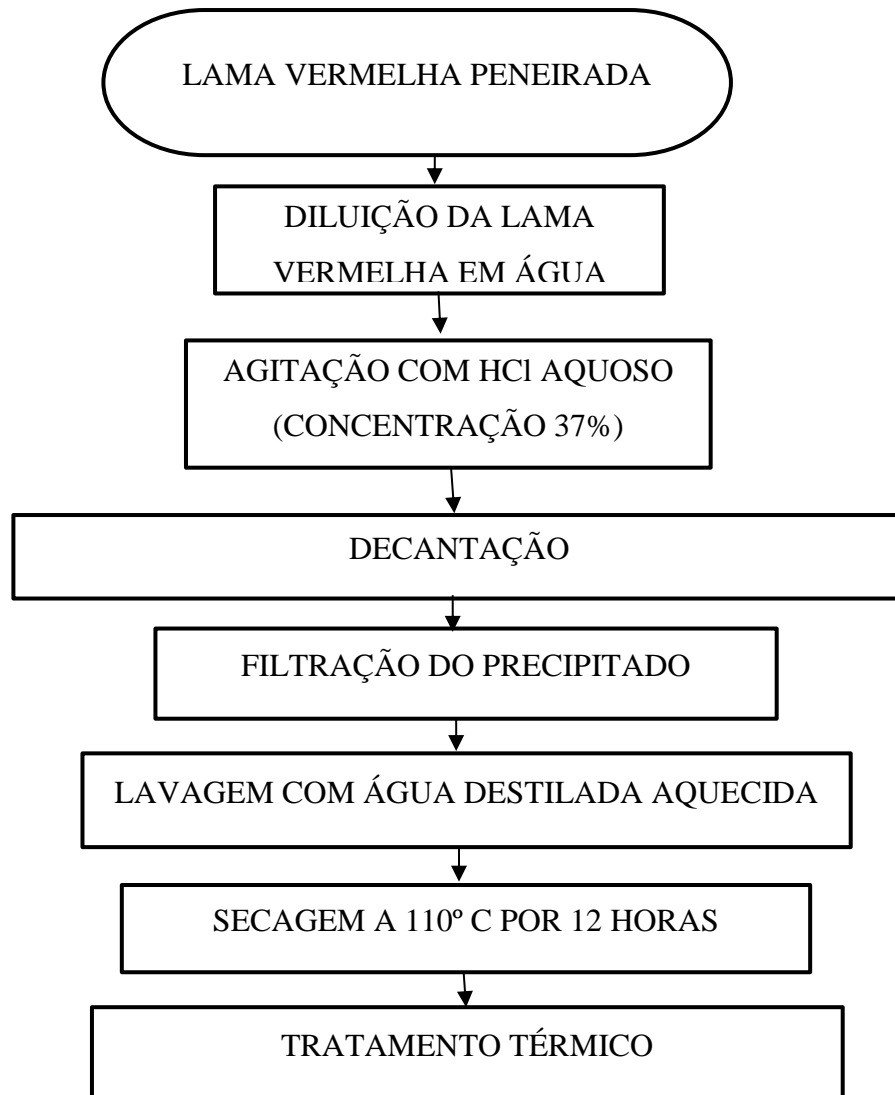 LAMA VERMELHA PENEIRADA
DILUIÇÃO DA LAMA
VERMELHA EM ÁGUA
AGITAÇÃO COM HCl AQUOSO
(CONCENTRAÇÃO 37%)
DECANTAÇÃO
FILTRAÇÃO DO PRECIPITADO
LAVAGEM COM ÁGUA DESTILADA AQUECIDA
SECAGEM A 110º C POR 12 HORAS
TRATAMENTO TÉRMICO